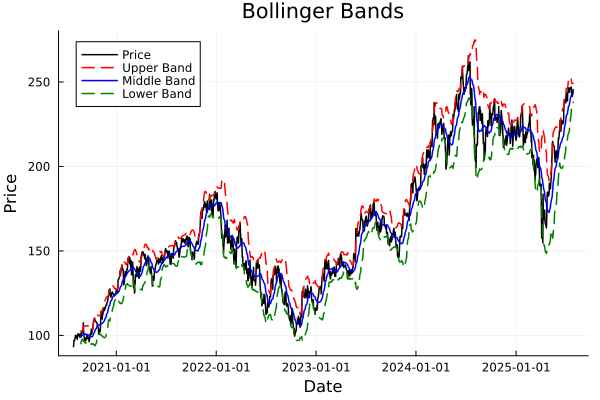 Bollinger Bands
Price
Upper Band
Middle Band
Lower Band
250
200
150
100
Price
2021-01-01 2022-01-01 2023-01-01 2024-01-01 2025-01-01
Date